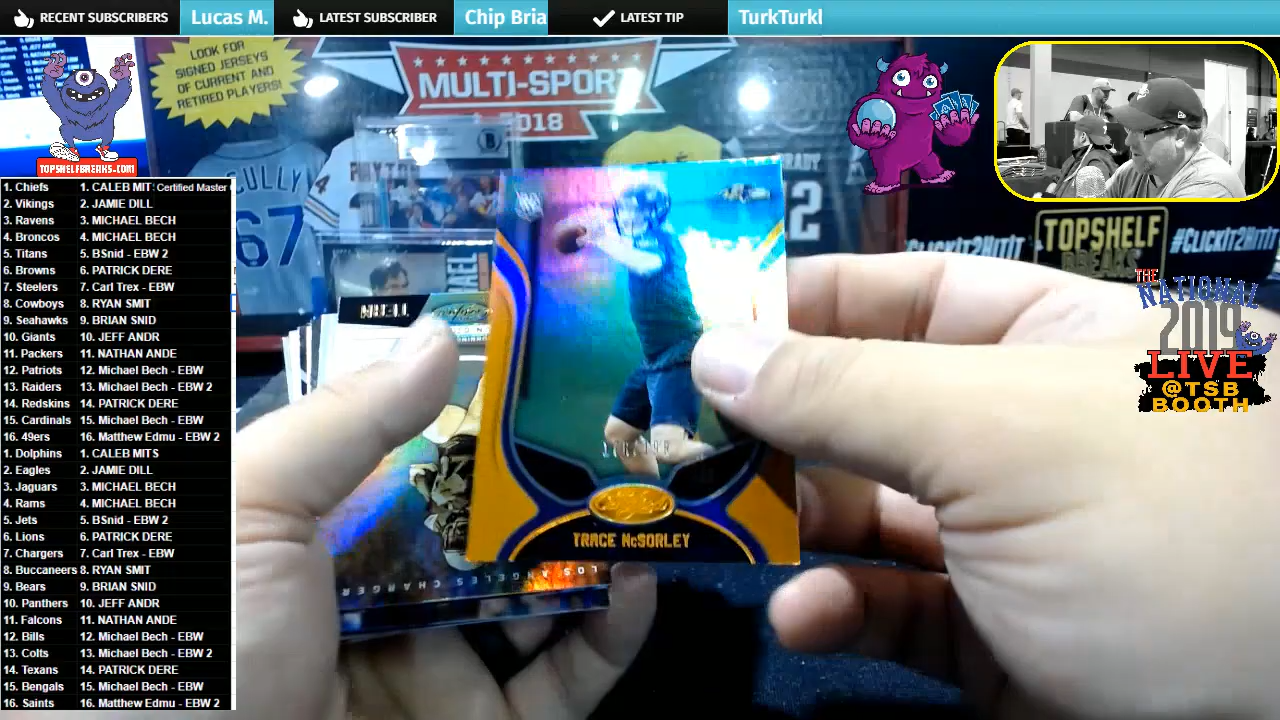 RECENT SUBSCRIBERS
Lucas M.
LATEST SUBSCRIBER
Chip Bria
LATEST TIP
TurkTurkl
LOOK FOR
SIGNED JERSEYS
OF CURRENT AND
RETIRED PLAYERS!
MULTI-SPORT
2018
SCULLY
67
PAYTON
BRADY
12
TOPSHELFBREAKS.COM
TOPSHELF
BREAKS
#CLICKIT2HITIT
#CLICKIT2HITIT
THE
NATIONAL
2019
LIVE
@TSB
BOOTH
1. Chiefs 1. CALEB MIT: Certified Master
2. Vikings 2. JAMIE DILL
3. Ravens 3. MICHAEL BECH
4. Broncos 4. MICHAEL BECH
5. Titans 5. BSnid - EBW 2
6. Browns 6. PATRICK DERE
7. Steelers 7. Carl Trex - EBW
8. Cowboys 8. RYAN SMIT
9. Seahawks 9. BRIAN SNID
10. Giants 10. JEFF ANDR
11. Packers 11. NATHAN ANDE
12. Patriots 12. Michael Bech - EBW
13. Raiders 13. Michael Bech - EBW 2
14. Redskins 14. PATRICK DERE
15. Cardinals 15. Michael Bech - EBW
16. 49ers 16. Matthew Edmu - EBW 2
1. Dolphins 1. CALEB MITS
2. Eagles 2. JAMIE DILL
3. Jaguars 3. MICHAEL BECH
4. Rams 4. MICHAEL BECH
5. Jets 5. BSnid - EBW 2
6. Lions 6. PATRICK DERE
7. Chargers 7. Carl Trex - EBW
8. Buccaneers 8. RYAN SMIT
9. Bears 9. BRIAN SNID
10. Panthers 10. JEFF ANDR
11. Falcons 11. NATHAN ANDE
12. Bills 12. Michael Bech - EBW
13. Colts 13. Michael Bech - EBW 2
14. Texans 14. PATRICK DERE
15. Bengals 15. Michael Bech - EBW
16. Saints 16. Matthew Edmu - EBW 2
TRACE McSORLEY
LOS ANGELES CHARGER